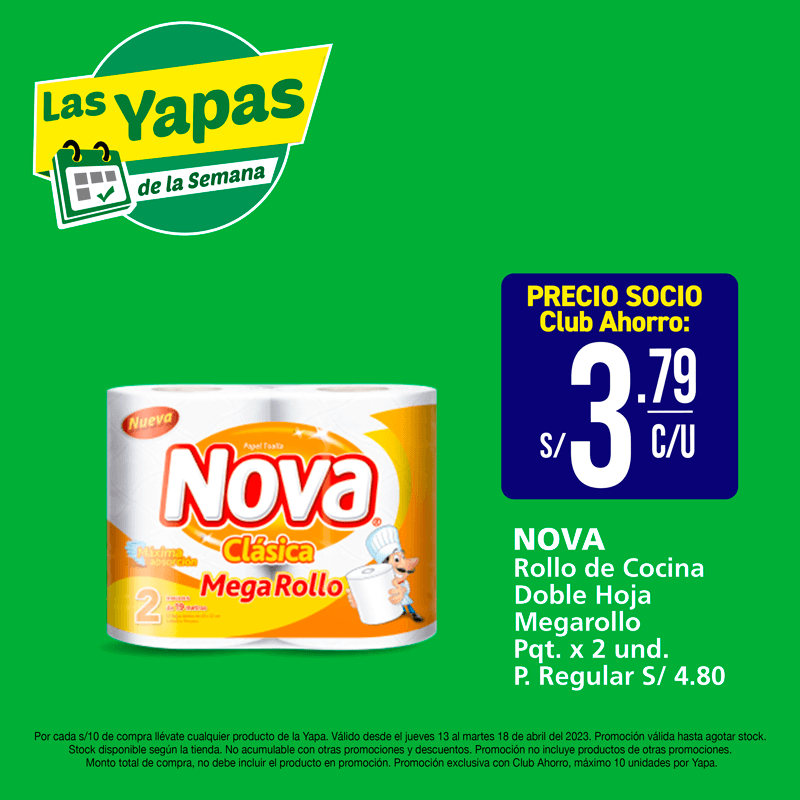 Las Yapas
de la Semana
PRECIO SOCIO
Club Ahorro:
S/ 3.79
C/U
Nueva
Papel Toalla
Nova
Clásica
Máxima
absorción
MegaRollo
2
NOVA
Rollo de Cocina
Doble Hoja
Megarollo
Pqt. x 2 und.
P. Regular S/ 4.80
Por cada s/10 de compra llévate cualquier producto de la Yapa. Válido desde el jueves 13 al martes 18 de abril del 2023. Promoción válida hasta agotar stock.
Stock disponible según la tienda. No acumulable con otras promociones y descuentos. Promoción no incluye productos de otras promociones.
Monto total de compra, no debe incluir el producto en promoción. Promoción exclusiva con Club Ahorro, máximo 10 unidades por Yapa.